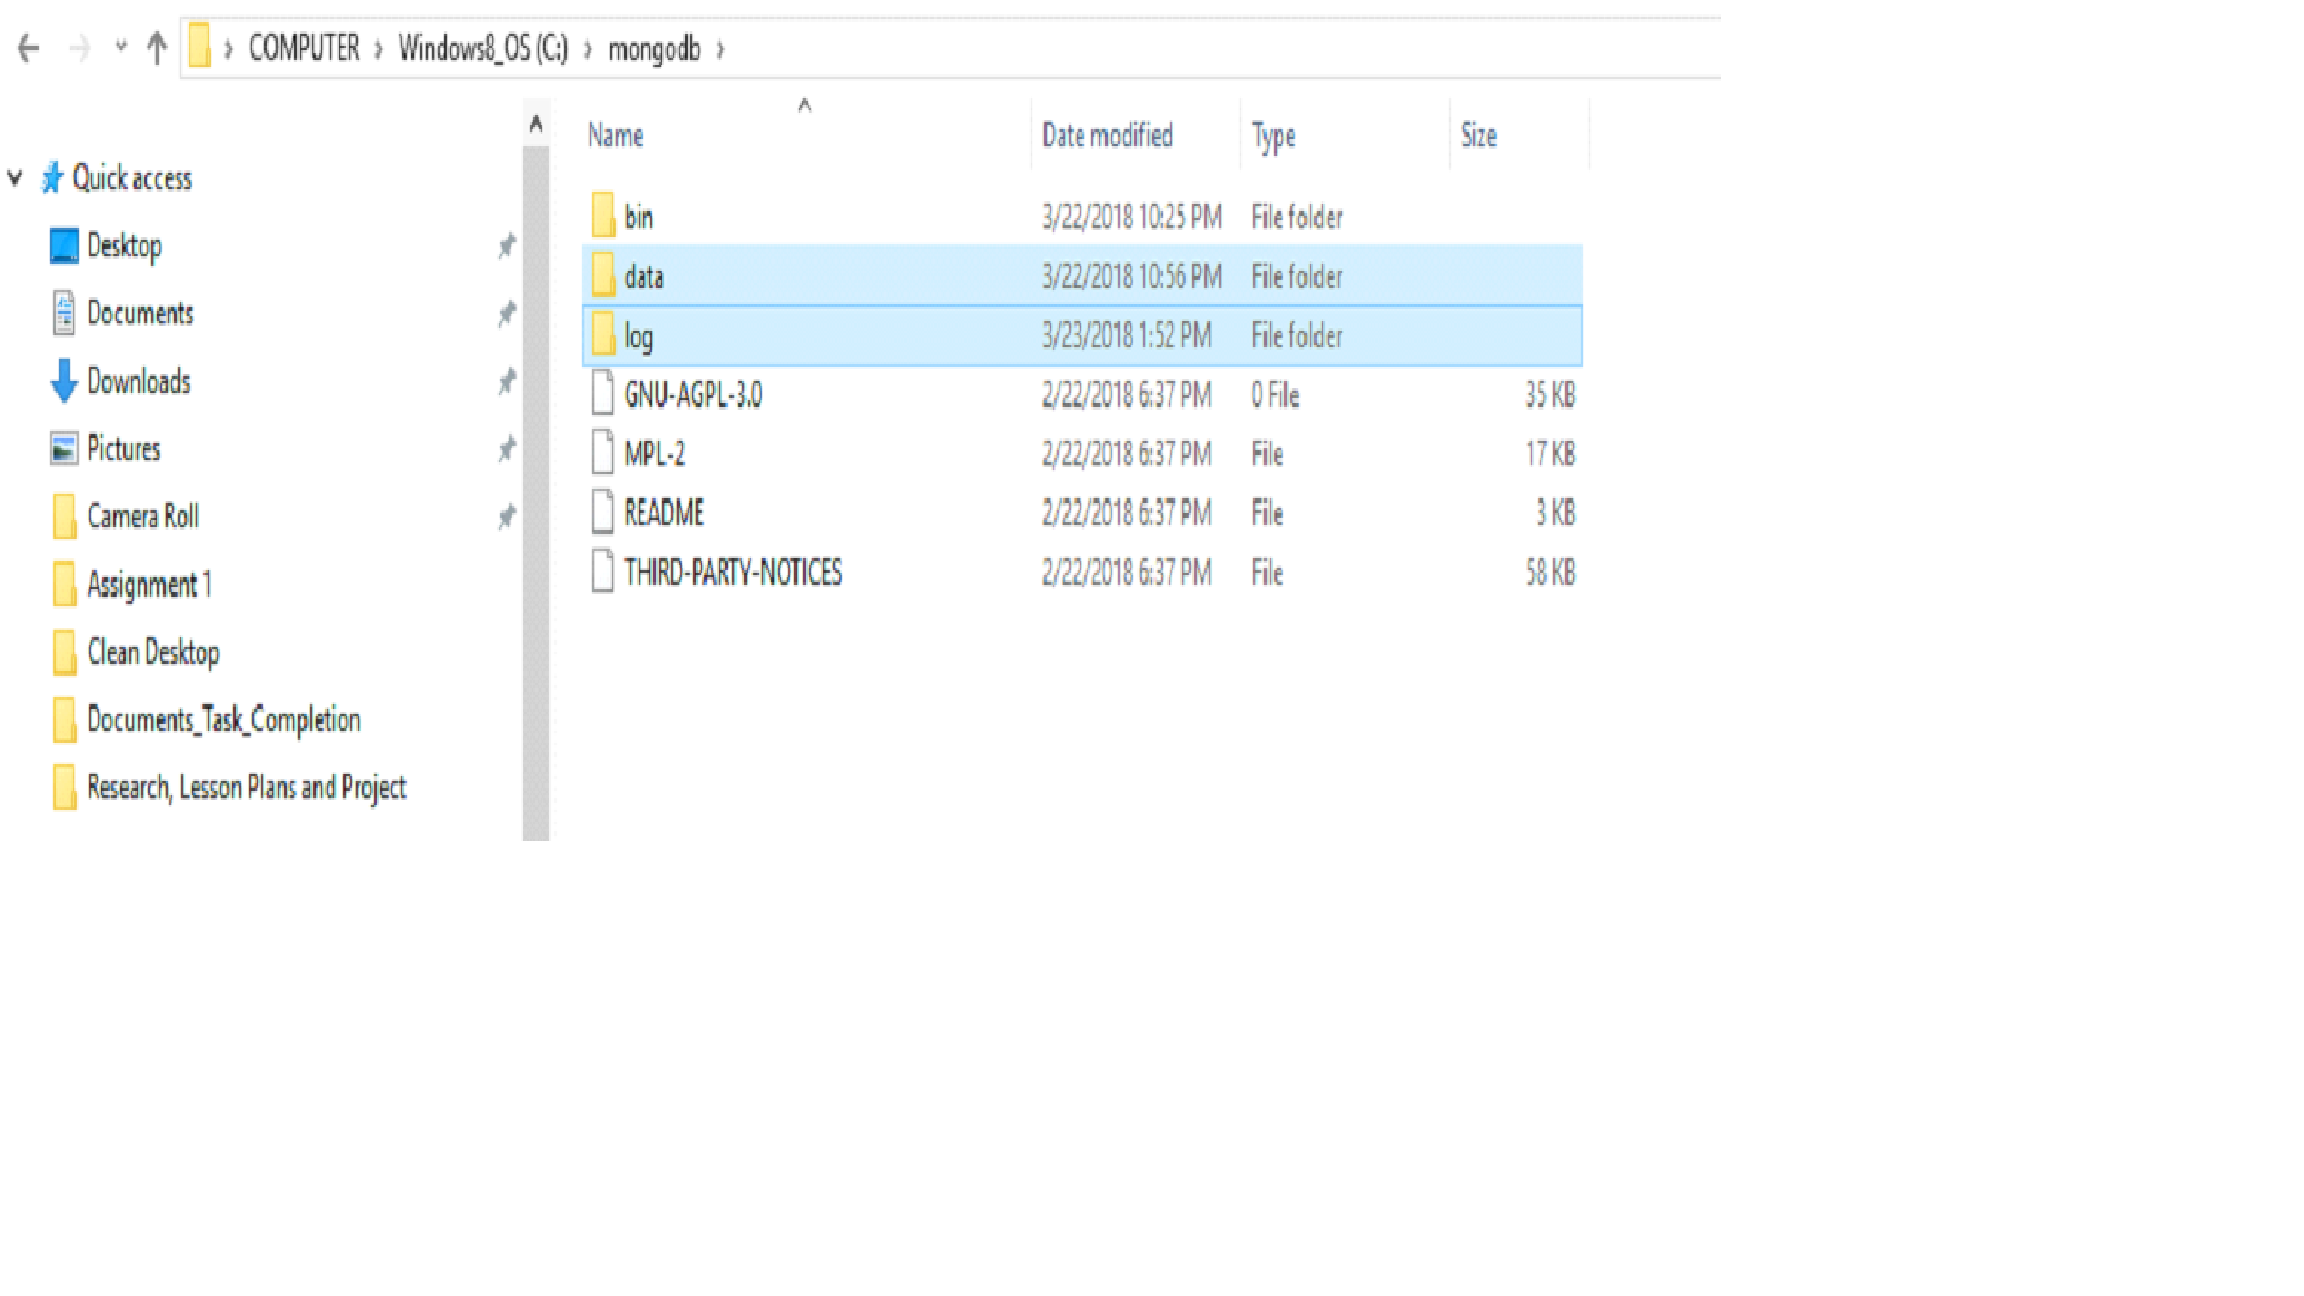 COMPUTER › Windows8_OS (C:) › mongodb ›
Name Date modified Type Size
Quick access
Desktop
Documents
Downloads
Pictures
Camera Roll
Assignment 1
Clean Desktop
Documents_Task_Completion
Research, Lesson Plans and Project
bin 3/22/2018 10:25 PM File folder
data 3/22/2018 10:56 PM File folder
log 3/23/2018 1:52 PM File folder
GNU-AGPL-3.0 2/22/2018 6:37 PM 0 File 35 KB
MPL-2 2/22/2018 6:37 PM File 17 KB
README 2/22/2018 6:37 PM File 3 KB
THIRD-PARTY-NOTICES 2/22/2018 6:37 PM File 58 KB